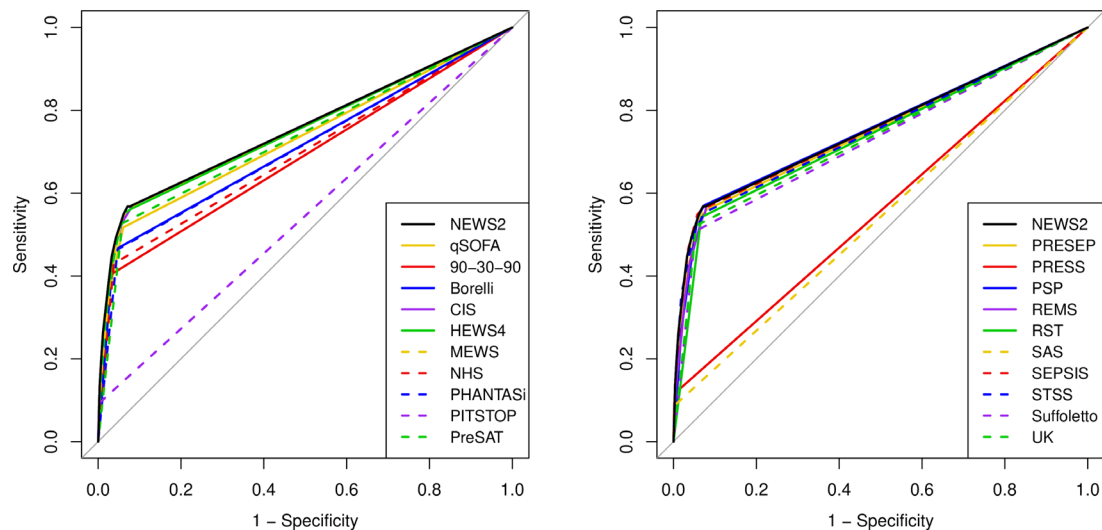 1.0
0.8
0.6
0.4
0.2
0.0
Sensitivity
0.0 0.2 0.4 0.6 0.8 1.0
1 − Specificity
NEWS2
qSOFA
90−30−90
Borelli
CIS
HEWS4
MEWS
NHS
PHANTASi
PITSTOP
PreSAT
1.0
0.8
0.6
0.4
0.2
0.0
Sensitivity
0.0 0.2 0.4 0.6 0.8 1.0
1 − Specificity
NEWS2
PRESEP
PRESS
PSP
REMS
RST
SAS
SEPSIS
STSS
Suffoletto
UK